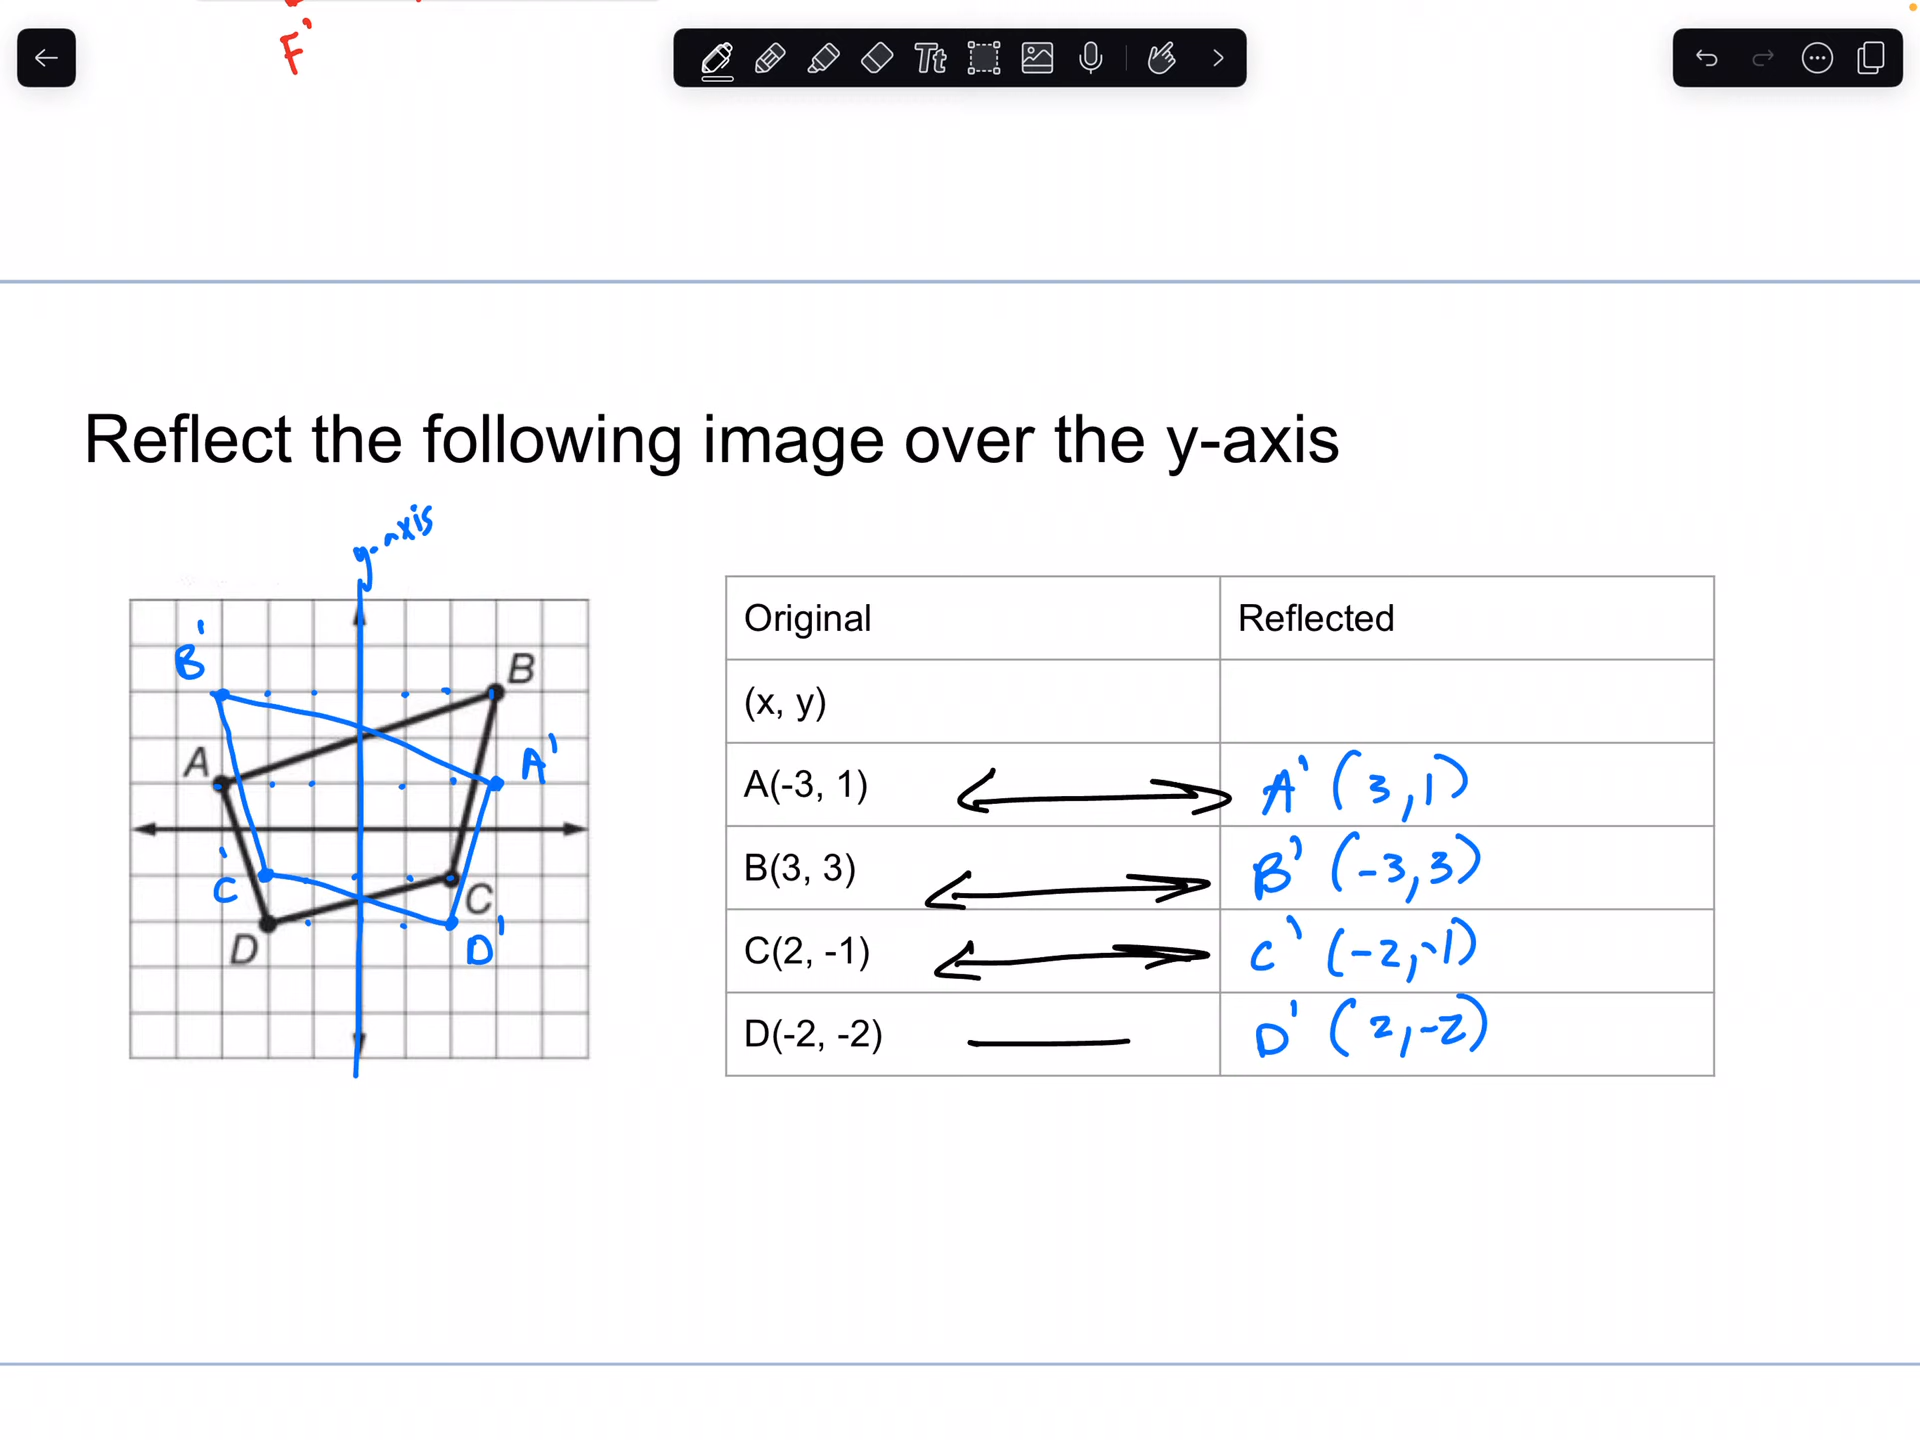 F'
Tt
Reflect the following image over the y-axis
y-axis
B'
B
A
A'
C'
C
D
D'
Original Reflected
(x, y)
A(-3, 1) A' (3,1)
B(3, 3) B' (-3,3)
C(2, -1) C' (-2,-1)
D(-2, -2) D' (2,-2)